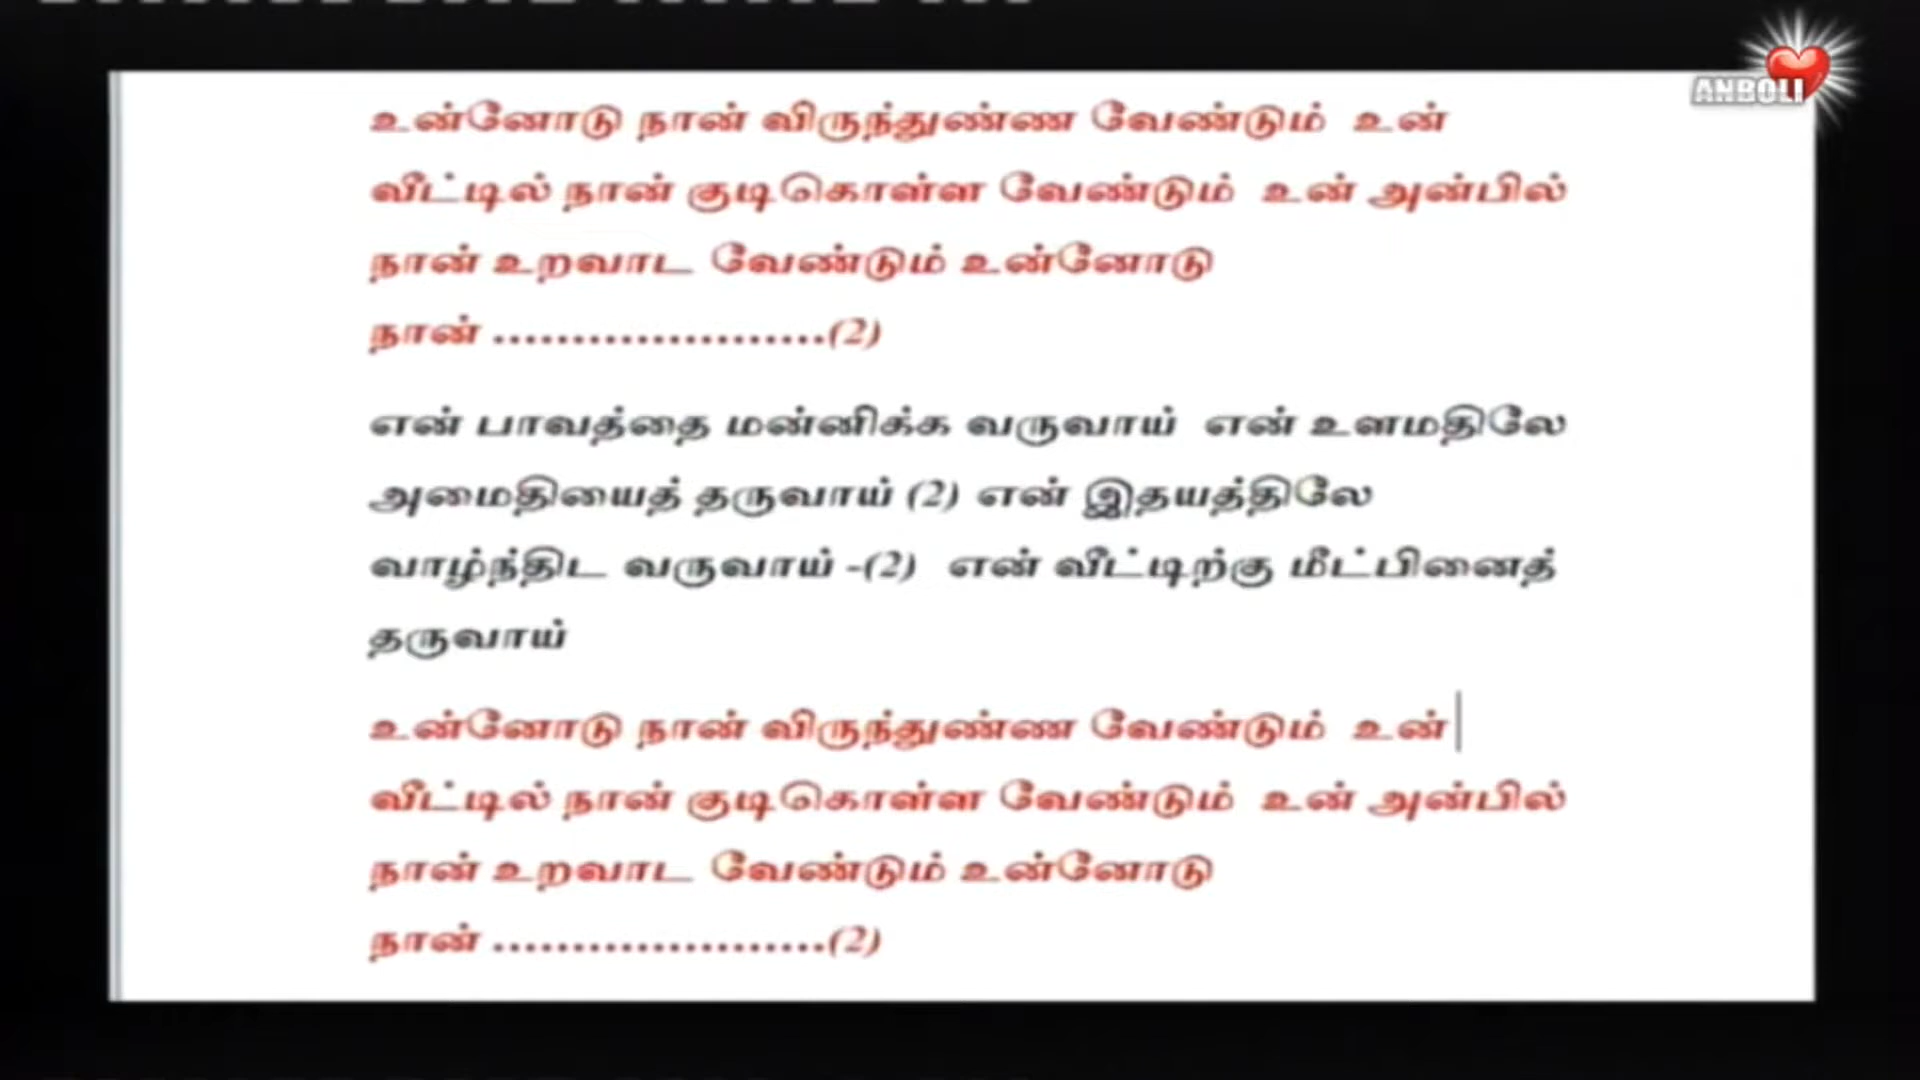 ANBOLI
உன்னோடு நான் விருந்துண்ண வேண்டும் உன்
வீட்டில் நான் குடிகொள்ள வேண்டும் உன் அன்பில்
நான் உறவாட வேண்டும் உன்னோடு
நான் .....................(2)
என் பாவத்தை மன்னிக்க வருவாய் என் உளமதிலே
அமைதியைத் தருவாய் (2) என் இதயத்திலே
வாழ்ந்திட வருவாய் -(2) என் வீட்டிற்கு மீட்பினைத்
தருவாய்
உன்னோடு நான் விருந்துண்ண வேண்டும் உன்
வீட்டில் நான் குடிகொள்ள வேண்டும் உன் அன்பில்
நான் உறவாட வேண்டும் உன்னோடு
நான் .....................(2)